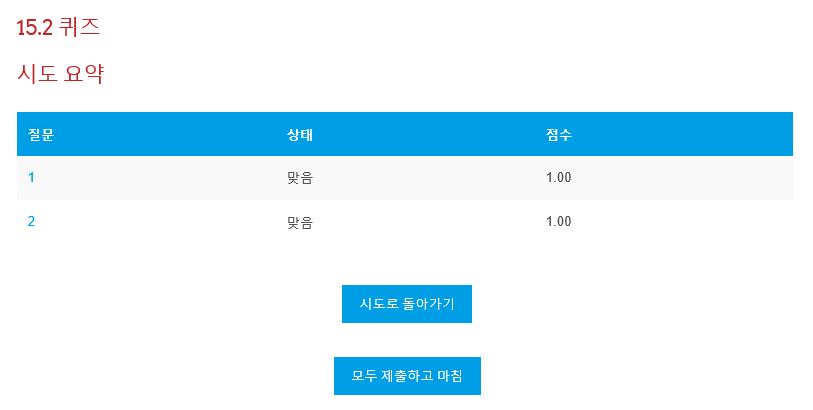 15.2 퀴즈
시도 요약
질문 상태 점수
1 맞음 1.00
2 맞음 1.00
시도로 돌아가기
모두 제출하고 마침